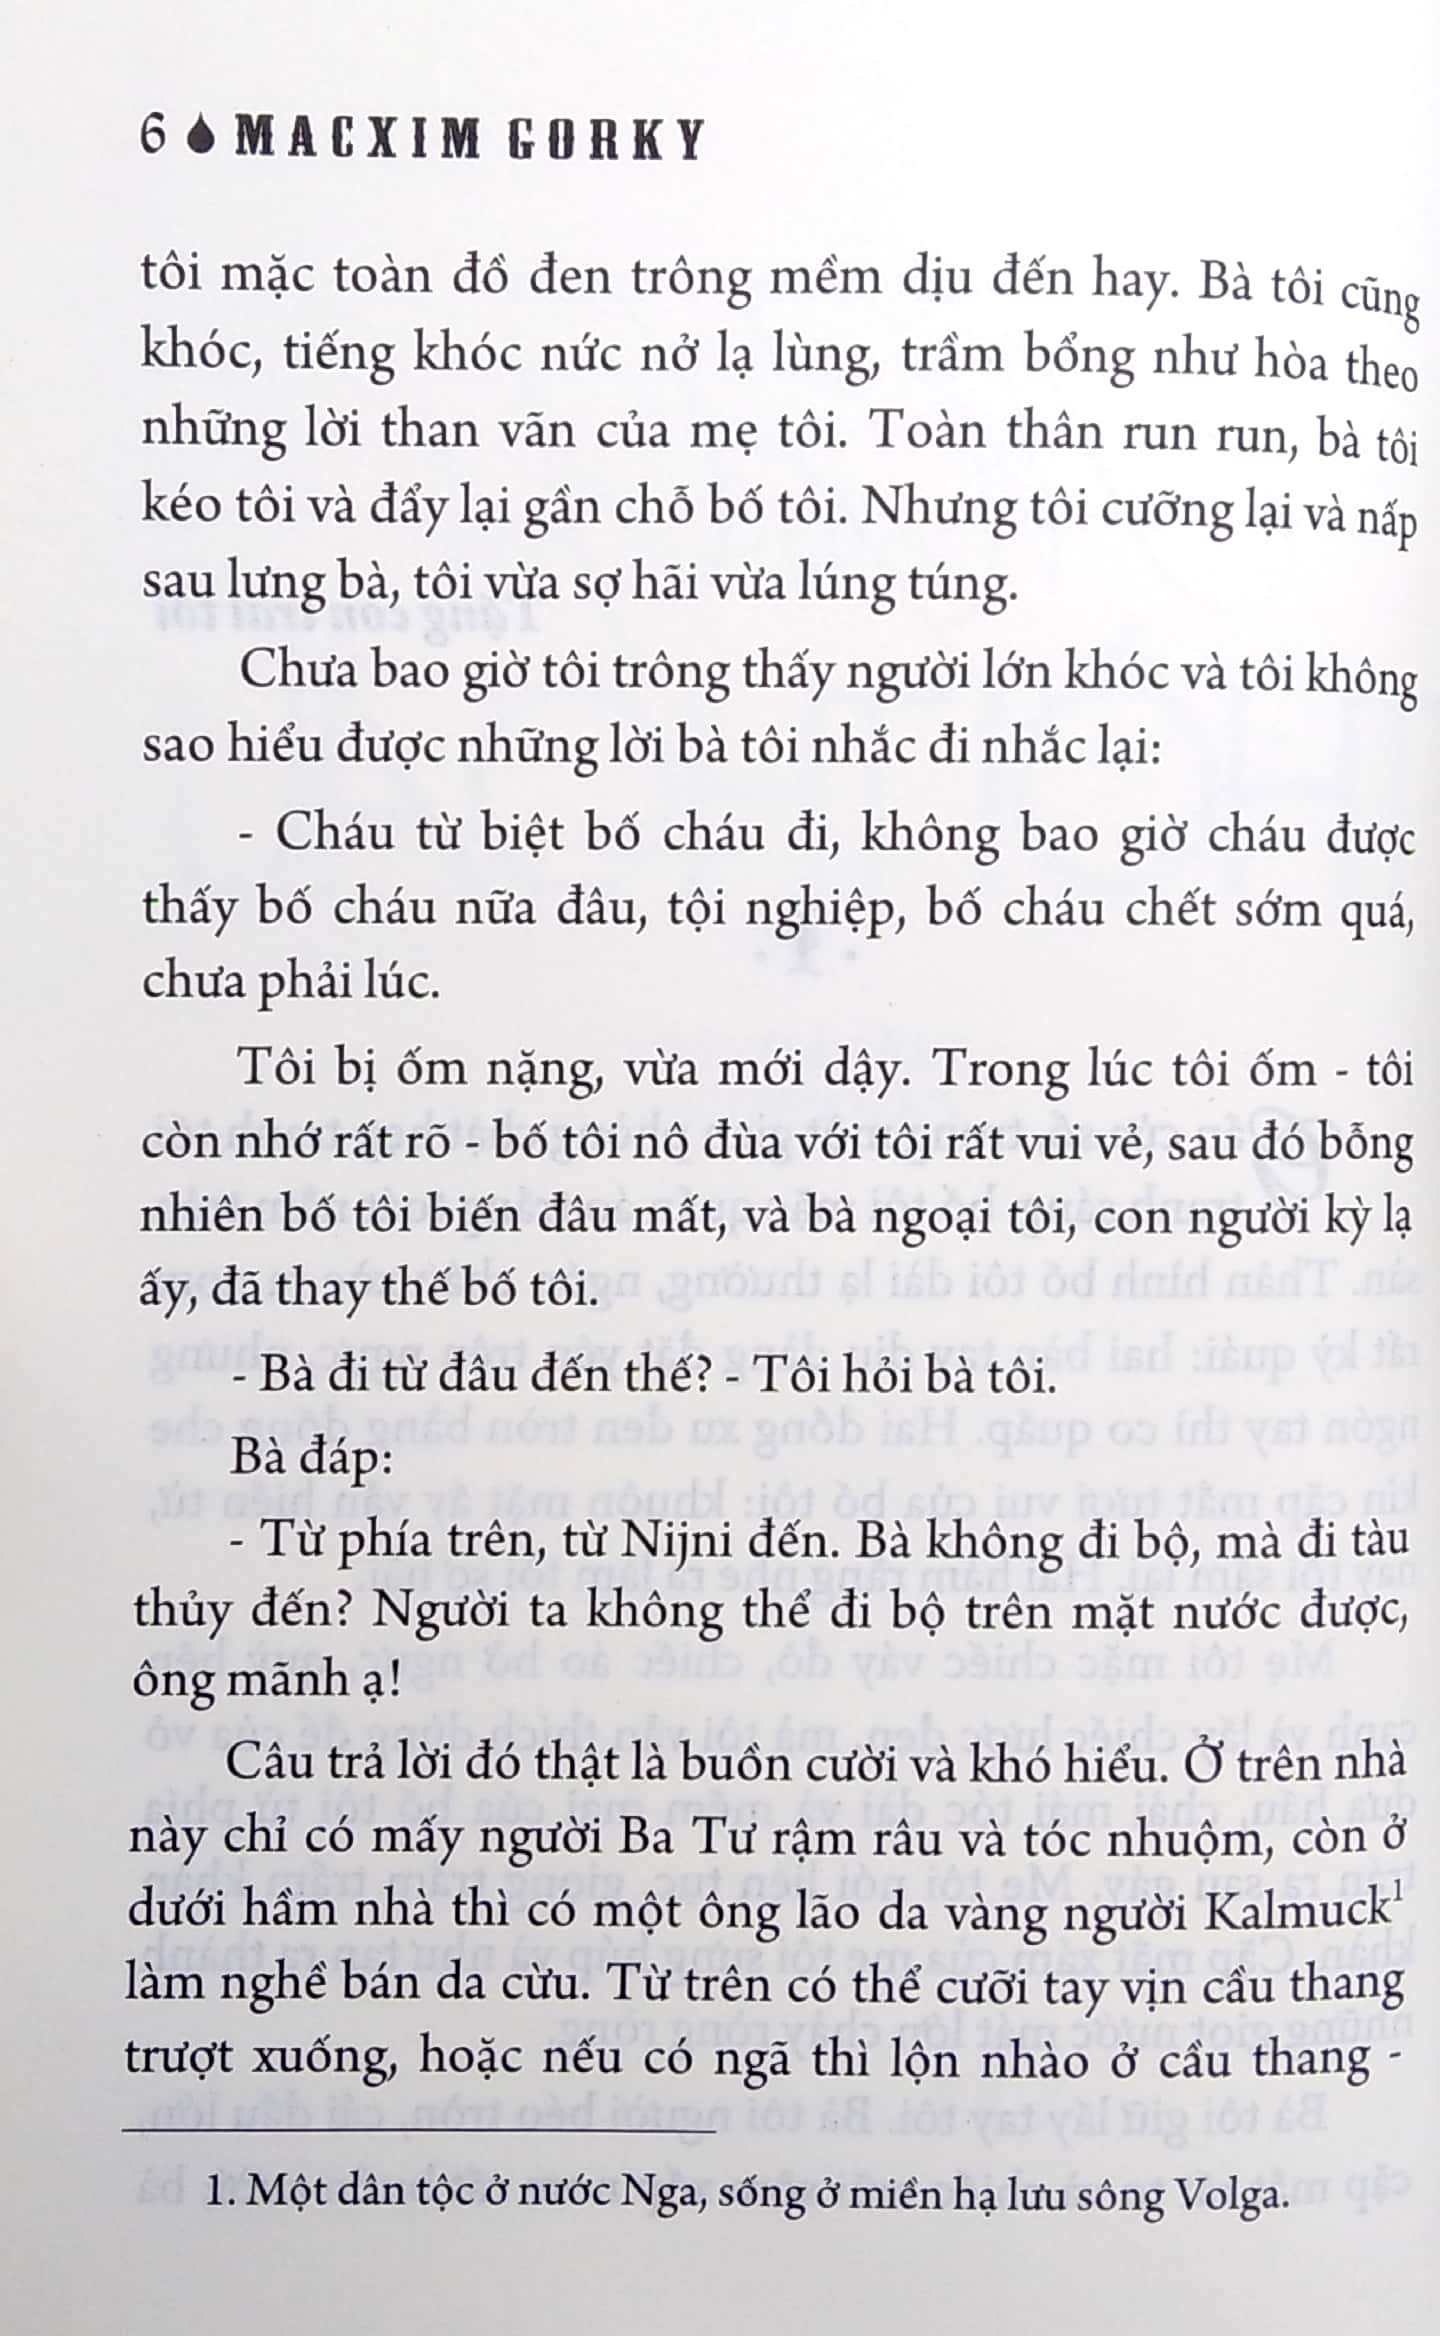 6 MACXIM GORKY
tôi mặc toàn đồ đen trông mềm dịu đến hay. Bà tôi cũng
khóc, tiếng khóc nức nở lạ lùng, trầm bổng như hòa theo
những lời than vãn của mẹ tôi. Toàn thân run run, bà tôi
kéo tôi và đẩy lại gần chỗ bố tôi. Nhưng tôi cưỡng lại và nấp
sau lưng bà, tôi vừa sợ hãi vừa lúng túng.
Chưa bao giờ tôi trông thấy người lớn khóc và tôi không
sao hiểu được những lời bà tôi nhắc đi nhắc lại:
- Cháu từ biệt bố cháu đi, không bao giờ cháu được
thấy bố cháu nữa đâu, tội nghiệp, bố cháu chết sớm quá,
chưa phải lúc.
Tôi bị ốm nặng, vừa mới dậy. Trong lúc tôi ốm - tôi
còn nhớ rất rõ - bố tôi nô đùa với tôi rất vui vẻ, sau đó bỗng
nhiên bố tôi biến đâu mất, và bà ngoại tôi, con người kỳ lạ
ấy, đã thay thế bố tôi.
- Bà đi từ đâu đến thế? - Tôi hỏi bà tôi.
Bà đáp:
- Từ phía trên, từ Nijni đến. Bà không đi bộ, mà đi tàu
thủy đến? Người ta không thể đi bộ trên mặt nước được,
ông mãnh ạ!
Câu trả lời đó thật là buồn cười và khó hiểu. Ở trên nhà
này chỉ có mấy người Ba Tư rậm râu và tóc nhuộm, còn ở
dưới hầm nhà thì có một ông lão da vàng người Kalmuck¹
làm nghề bán da cừu. Từ trên có thể cưỡi tay vịn cầu thang
trượt xuống, hoặc nếu có ngã thì lộn nhào ở cầu thang -
1. Một dân tộc ở nước Nga, sống ở miền hạ lưu sông Volga.